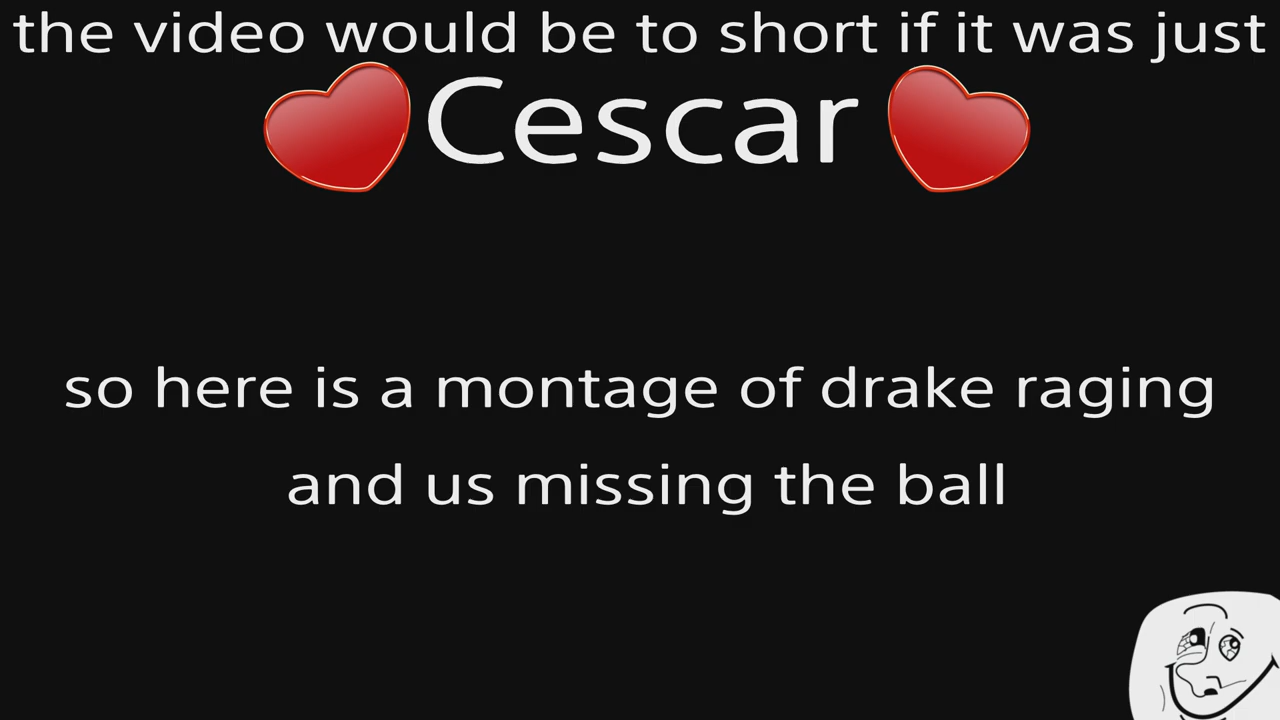 the video would be to short if it was just
Cescar
so here is a montage of drake raging
and us missing the ball